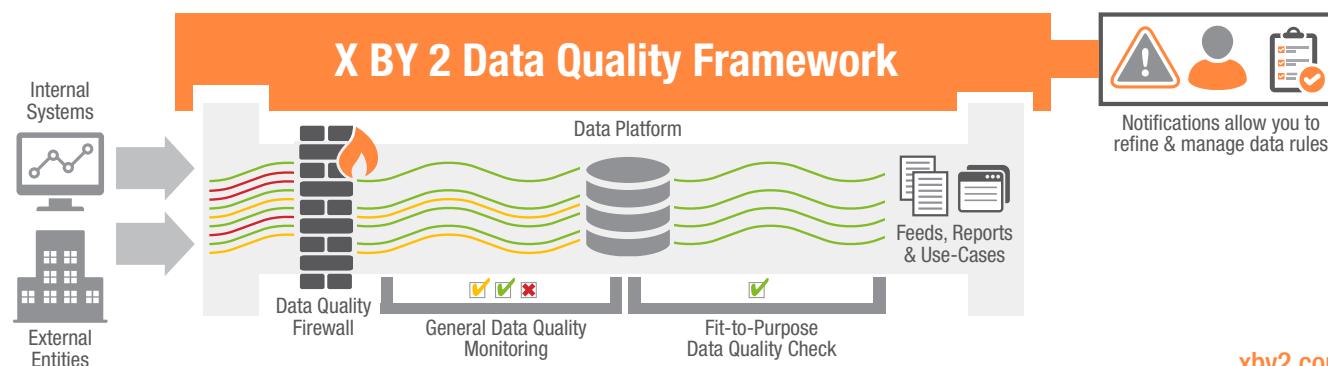 X BY 2 Data Quality Framework
Internal
Systems
External
Entities
Data Platform
Data Quality
Firewall
General Data Quality
Monitoring
Fit-to-Purpose
Data Quality Check
Feeds, Reports
& Use-Cases
Notifications allow you to
refine & manage data rules